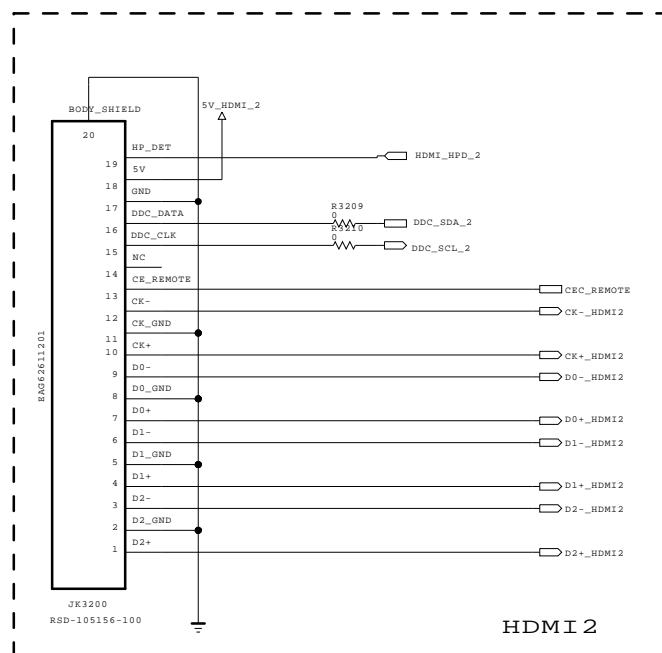 BODY_SHIELD
5V_HDMI_2
20
HP_DET
19
HDMI_HPD_2
5V
18
GND
17
DDC_DATA
R3209
0
16
DDC_SDA_2
DDC_CLK
R3210
0
15
DDC_SCL_2
NC
14
CE_REMOTE
13
CEC_REMOTE
CK-
12
CK-_HDMI2
CK_GND
11
CK+
10
CK+_HDMI2
D0-
9
D0-_HDMI2
D0_GND
8
D0+
7
D0+_HDMI2
D1-
6
D1-_HDMI2
D1_GND
5
D1+
4
D1+_HDMI2
D2-
3
D2-_HDMI2
D2_GND
2
D2+
1
D2+_HDMI2
EAG62611201
JK3200
RSD-105156-100
HDMI2